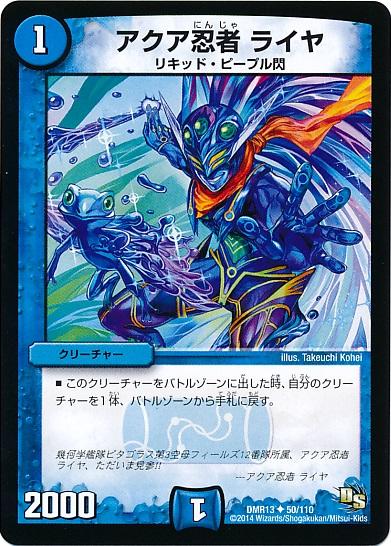 1
にんじゃ
アクア忍者 ライヤ
リキッド・ピープル閃
illus. Takeuchi Kohei
クリーチャー
■このクリーチャーをバトルゾーンに出した時、自分のクリーチャーを1体、バトルゾーンから手札に戻す。
幾何学艦隊ピタゴラス第3空母フィールズ12番隊所属、アクア忍者
ライヤ、ただいま見参!!
---アクア忍者 ライヤ
2000
1
DMR13 ◆ 50/110
©2014 Wizards/Shogakukan/Mitsui-Kids
DS